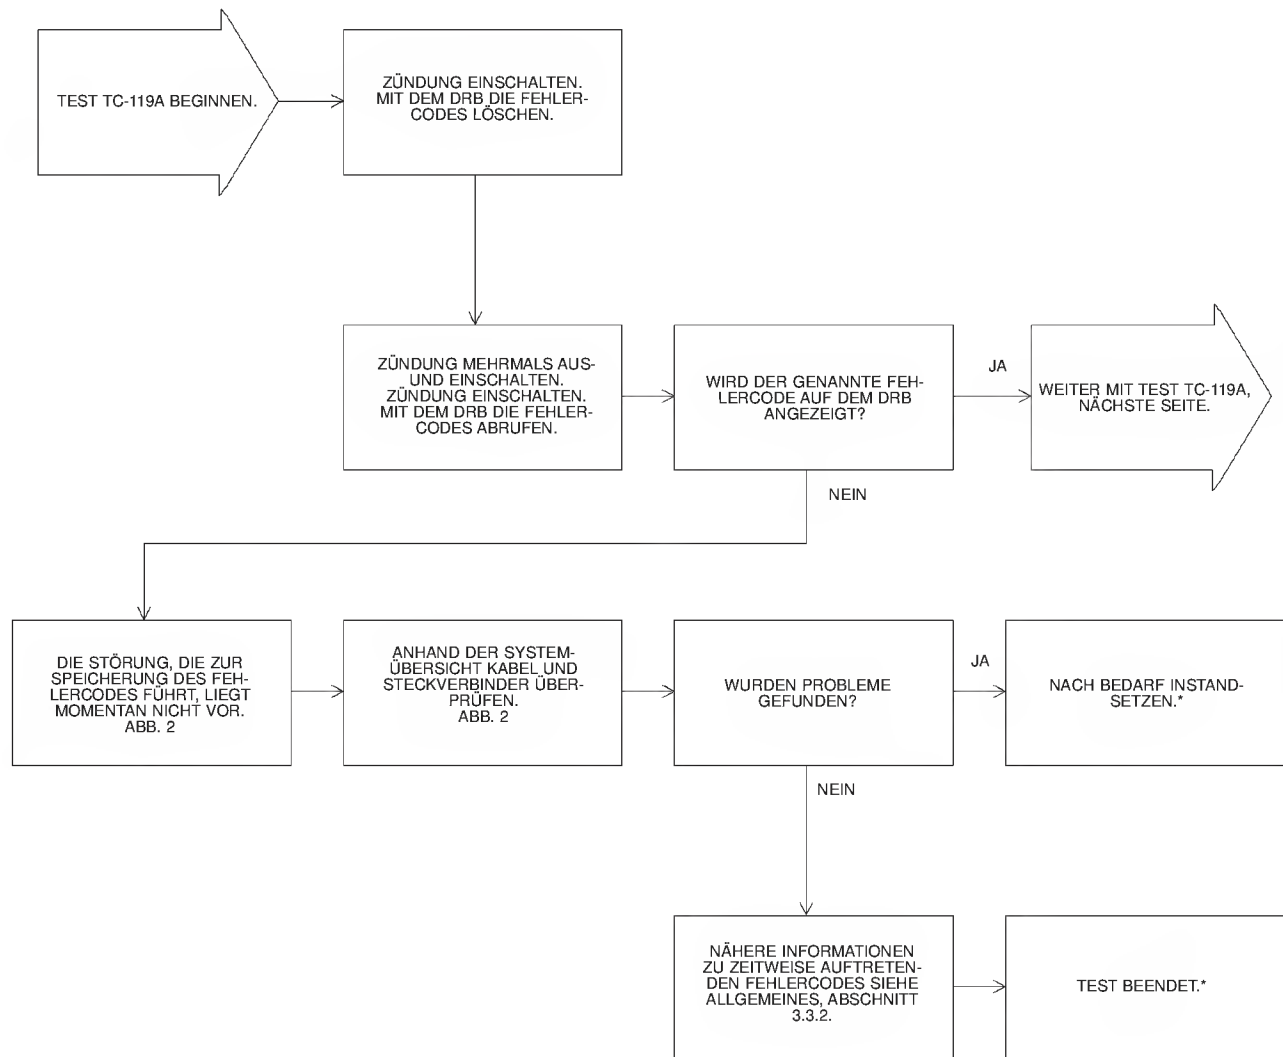 TEST TC-119A BEGINNEN.
ZÜNDUNG EINSCHALTEN.
MIT DEM DRB DIE FEHLER-
CODES LÖSCHEN.
ZÜNDUNG MEHRMALS AUS-
UND EINSCHALTEN.
ZÜNDUNG EINSCHALTEN.
MIT DEM DRB DIE FEHLER-
CODES ABRUFEN.
WIRD DER GENANNTE FEH-
LERCODE AUF DEM DRB
ANGEZEIGT?
JA
WEITER MIT TEST TC-119A,
NÄCHSTE SEITE.
NEIN
DIE STÖRUNG, DIE ZUR
SPEICHERUNG DES FEH-
LERCODES FÜHRT, LIEGT
MOMENTAN NICHT VOR.
ABB. 2
ANHAND DER SYSTEM-
ÜBERSICHT KABEL UND
STECKVERBINDER ÜBER-
PRÜFEN.
ABB. 2
WURDEN PROBLEME
GEFUNDEN?
JA
NACH BEDARF INSTAND-
SETZEN.*
NEIN
NÄHERE INFORMATIONEN
ZU ZEITWEISE AUFTRETEN-
DEN FEHLERCODES SIEHE
ALLGEMEINES, ABSCHNITT
3.3.2.
TEST BEENDET.*